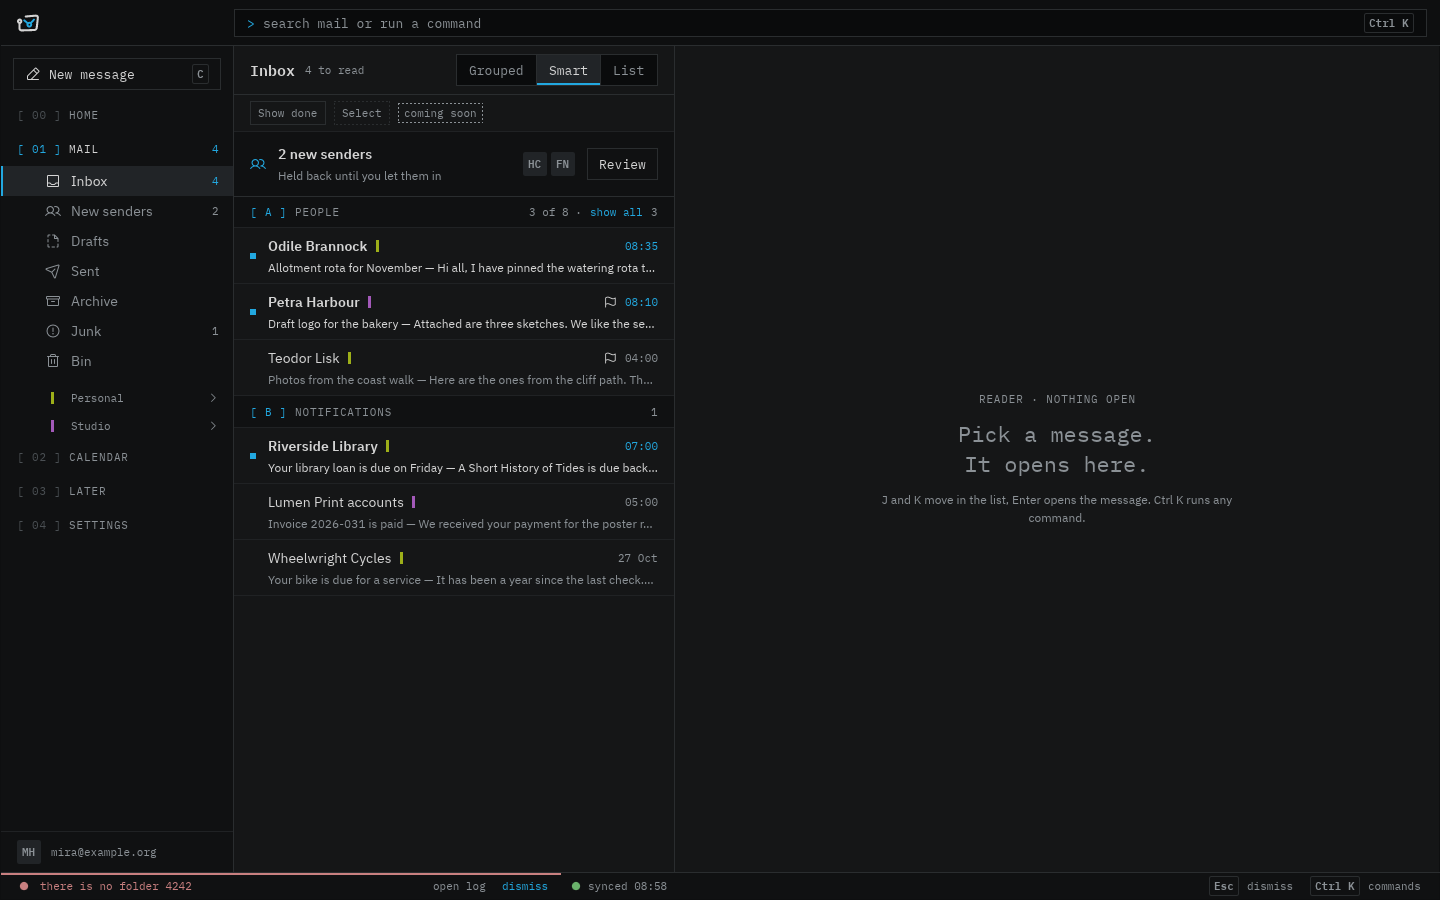 > search mail or run a command Ctrl K
New message C
[ 00 ] HOME
[ 01 ] MAIL 4
Inbox 4
New senders 2
Drafts
Sent
Archive
Junk 1
Bin
Personal
Studio
[ 02 ] CALENDAR
[ 03 ] LATER
[ 04 ] SETTINGS
MH mira@example.org
Inbox 4 to read Grouped Smart List
Show done Select coming soon
2 new senders
Held back until you let them in
HC FN Review
[ A ] PEOPLE 3 of 8 · show all 3
Odile Brannock 08:35
Allotment rota for November — Hi all, I have pinned the watering rota t...
Petra Harbour 08:10
Draft logo for the bakery — Attached are three sketches. We like the se...
Teodor Lisk 04:00
Photos from the coast walk — Here are the ones from the cliff path. Th...
[ B ] NOTIFICATIONS 1
Riverside Library 07:00
Your library loan is due on Friday — A Short History of Tides is due back...
Lumen Print accounts 05:00
Invoice 2026-031 is paid — We received your payment for the poster r...
Wheelwright Cycles 27 Oct
Your bike is due for a service — It has been a year since the last check....
READER · NOTHING OPEN
Pick a message.
It opens here.
J and K move in the list, Enter opens the message. Ctrl K runs any
command.
there is no folder 4242 open log dismiss synced 08:58 Esc dismiss Ctrl K commands